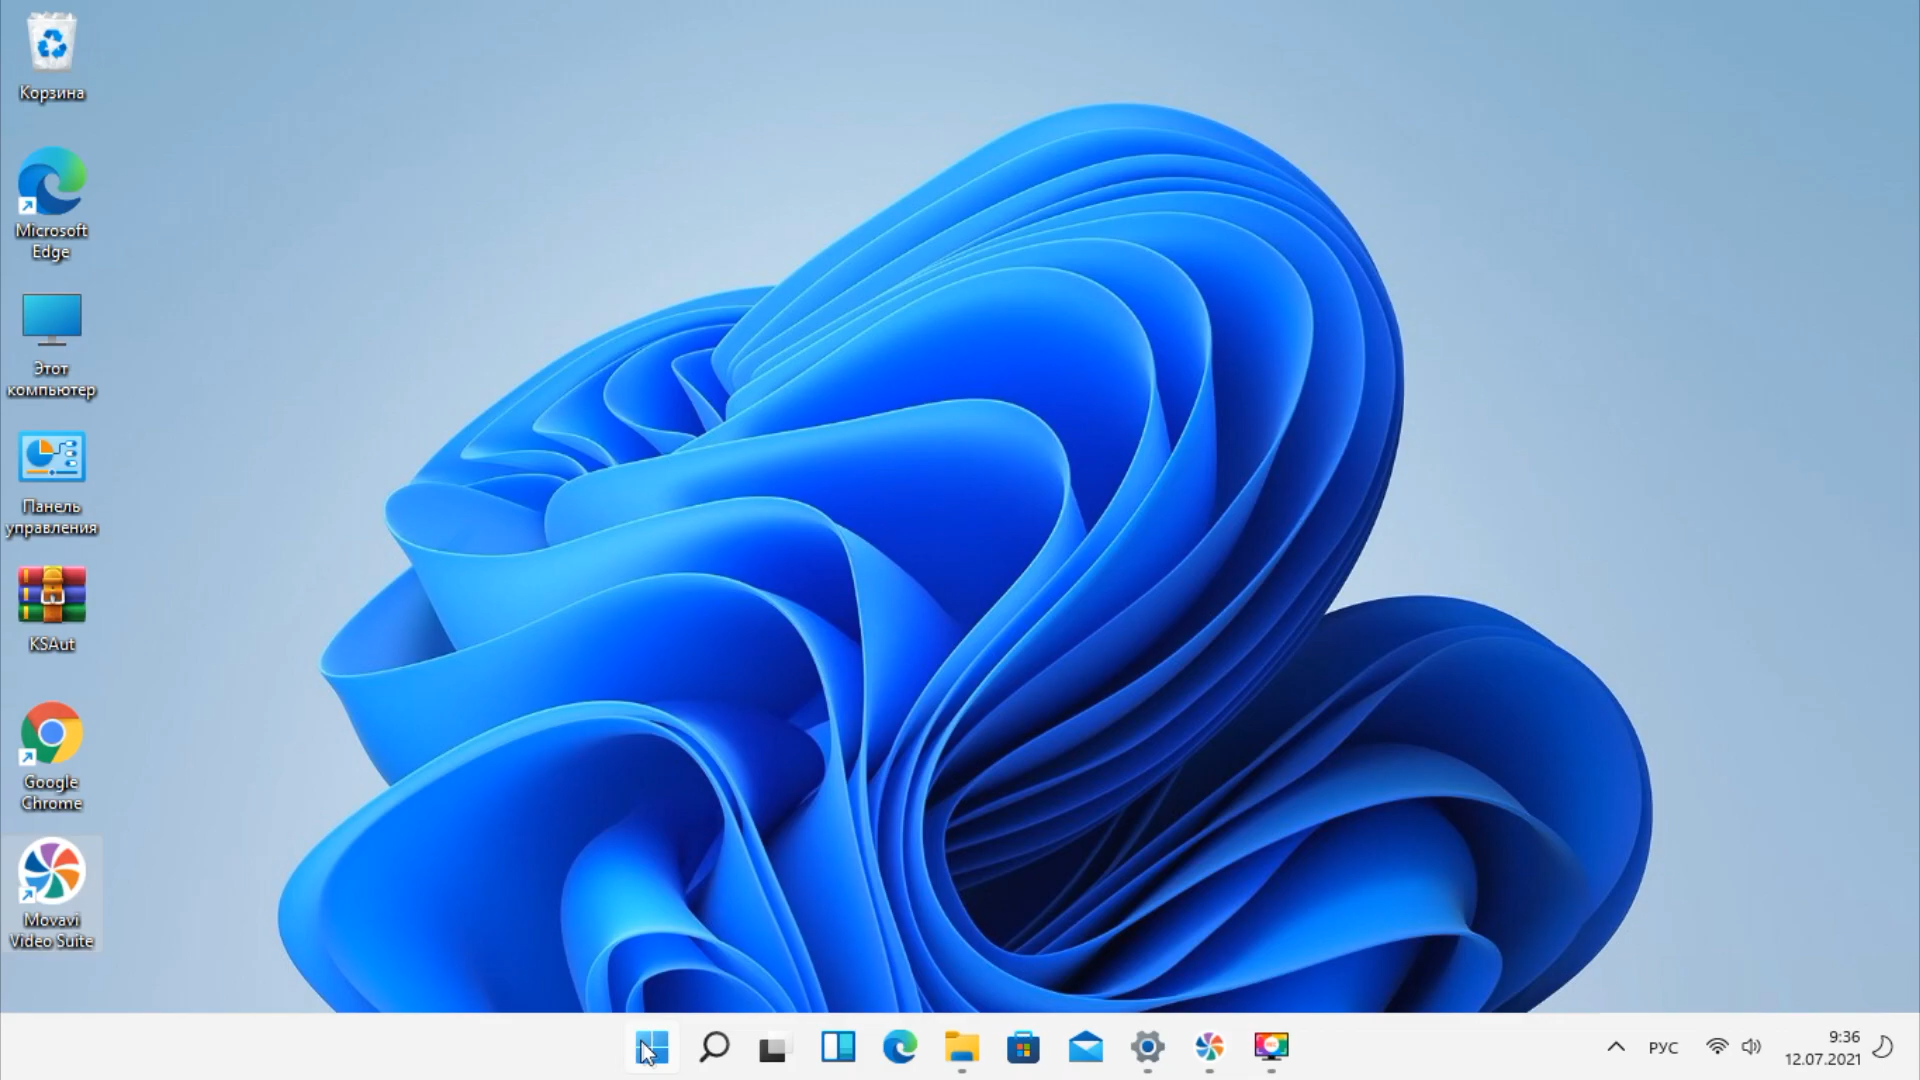 Корзина
Microsoft
Edge
Этот
компьютер
Панель
управления
KSAut
Google
Chrome
Movavi
Video Suite
РУС
9:36
12.07.2021